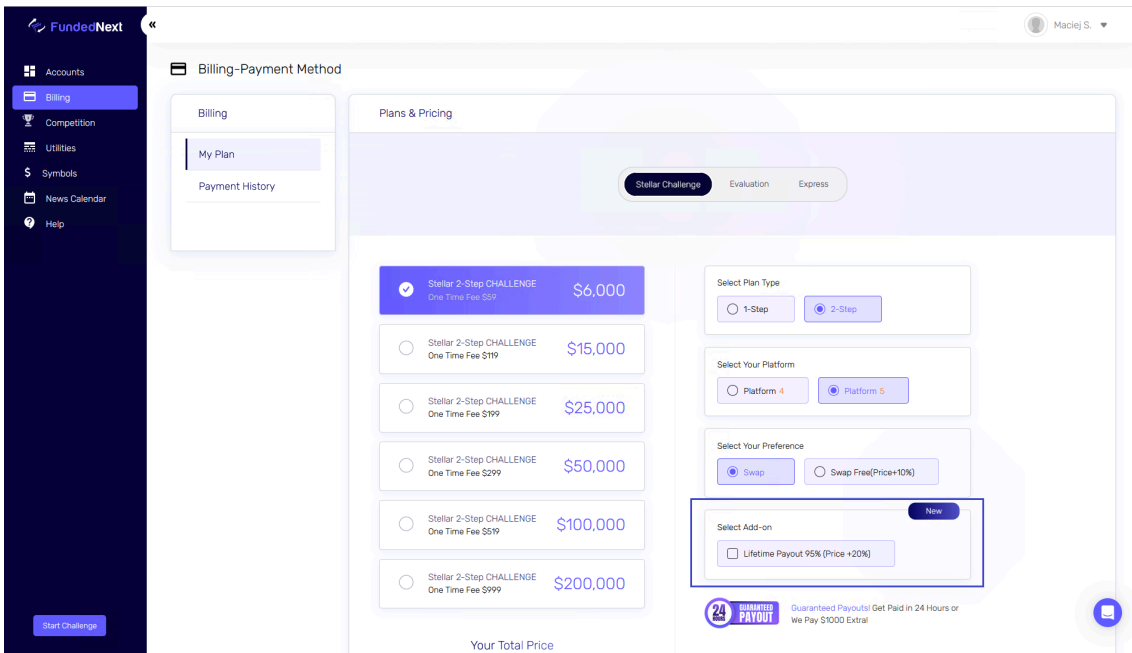 FundedNext
«
Maciej S.
Accounts
Billing
Competition
Utilities
$ Symbols
News Calendar
Help
Start Challenge
Billing-Payment Method
Billing
My Plan
Payment History
Plans & Pricing
Stellar Challenge
Evaluation
Express
Stellar 2-Step CHALLENGE
One Time Fee $59
$6,000
Stellar 2-Step CHALLENGE
One Time Fee $119
$15,000
Stellar 2-Step CHALLENGE
One Time Fee $199
$25,000
Stellar 2-Step CHALLENGE
One Time Fee $299
$50,000
Stellar 2-Step CHALLENGE
One Time Fee $519
$100,000
Stellar 2-Step CHALLENGE
One Time Fee $999
$200,000
Your Total Price
Select Plan Type
1-Step
2-Step
Select Your Platform
Platform 4
Platform 5
Select Your Preference
Swap
Swap Free(Price+10%)
New
Select Add-on
Lifetime Payout 95% (Price +20%)
24
HOURS
GUARANTEED
PAYOUT
Guaranteed Payouts! Get Paid in 24 Hours or
We Pay $1000 Extra!